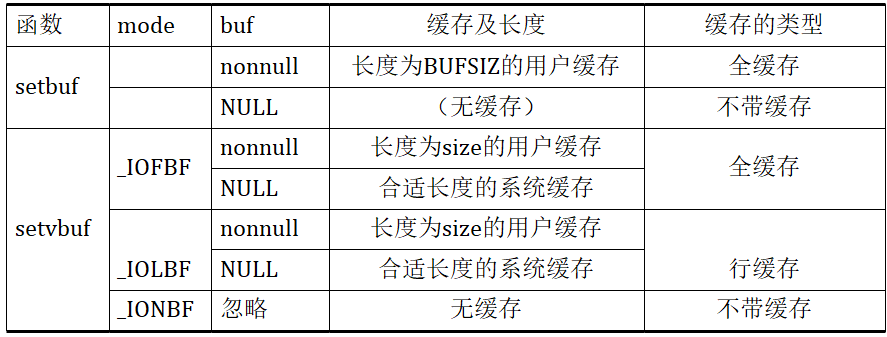 函数 mode buf 缓存及长度 缓存的类型
setbuf nonnull 长度为BUFSIZ的用户缓存 全缓存
NULL （无缓存） 不带缓存
setvbuf _IOFBF nonnull 长度为size的用户缓存 全缓存
NULL 合适长度的系统缓存
nonnull 长度为size的用户缓存
_IOLBF NULL 合适长度的系统缓存 行缓存
_IONBF 忽略 无缓存 不带缓存